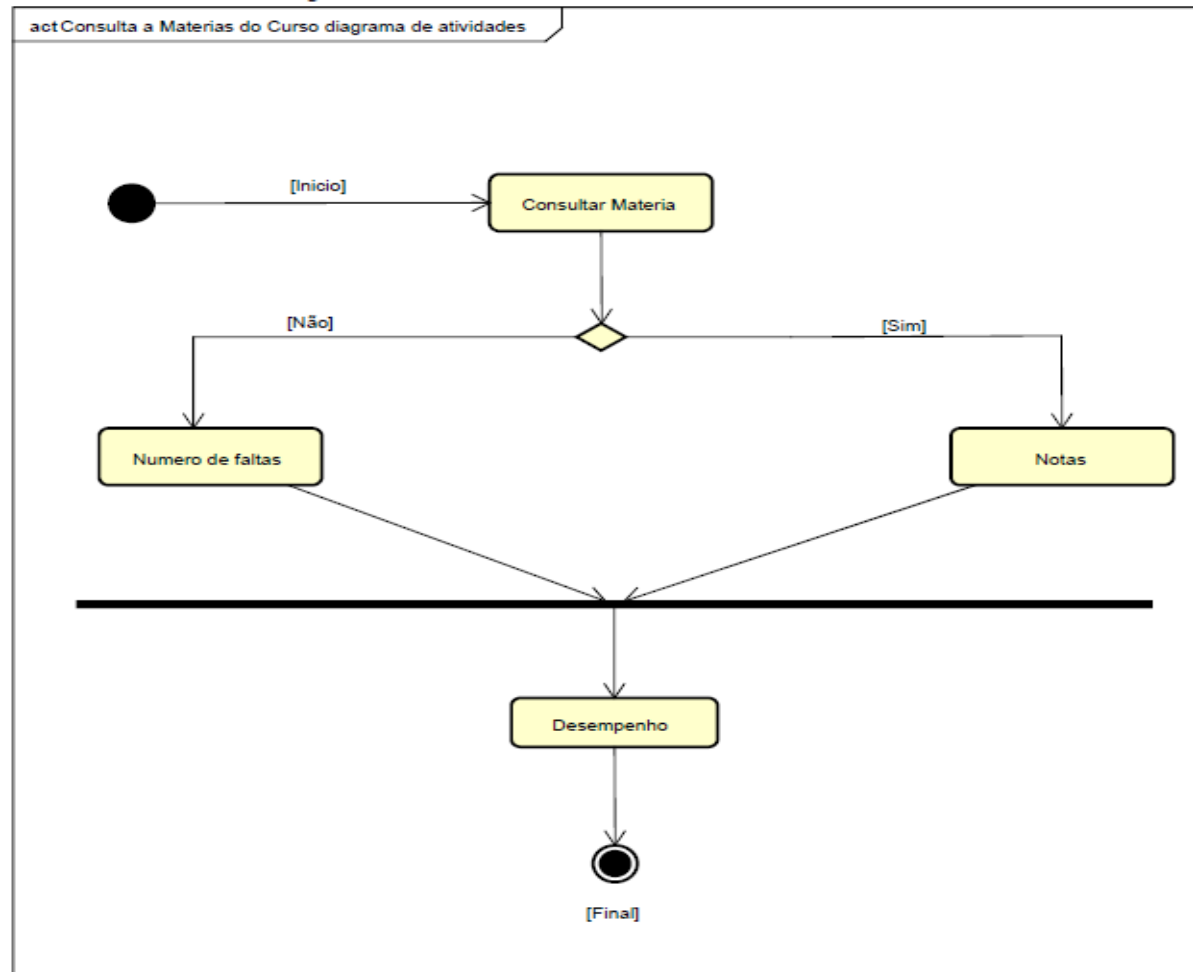 act Consulta a Materias do Curso diagrama de atividades
[Inicio]
Consultar Materia
[Não]
[Sim]
Numero de faltas
Notas
Desempenho
[Final]